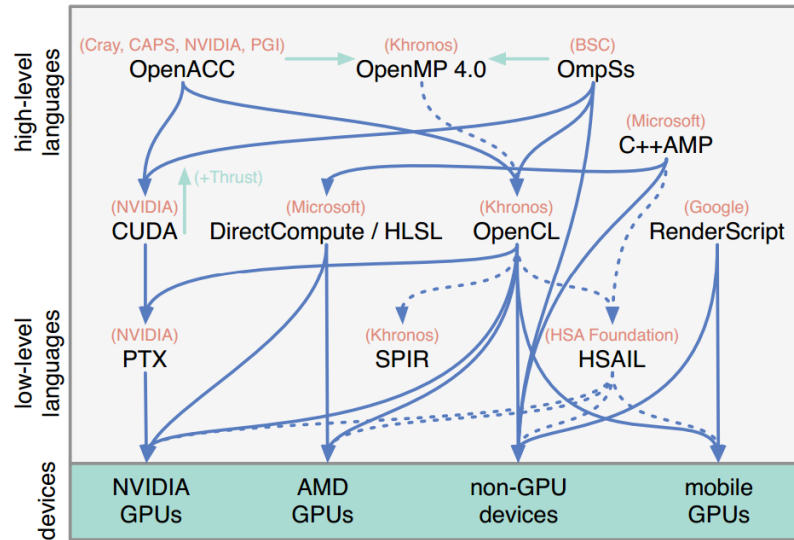 high-level
languages
(Cray, CAPS, NVIDIA, PGI)
OpenACC
(Khronos)
OpenMP 4.0
(BSC)
OmpSs
(Microsoft)
C++AMP
(+Thrust)
(NVIDIA)
CUDA
(Microsoft)
DirectCompute / HLSL
(Khronos)
OpenCL
(Google)
RenderScript
low-level
languages
(NVIDIA)
PTX
(Khronos)
SPIR
(HSA Foundation)
HSAIL
devices
NVIDIA
GPUs
AMD
GPUs
non-GPU
devices
mobile
GPUs